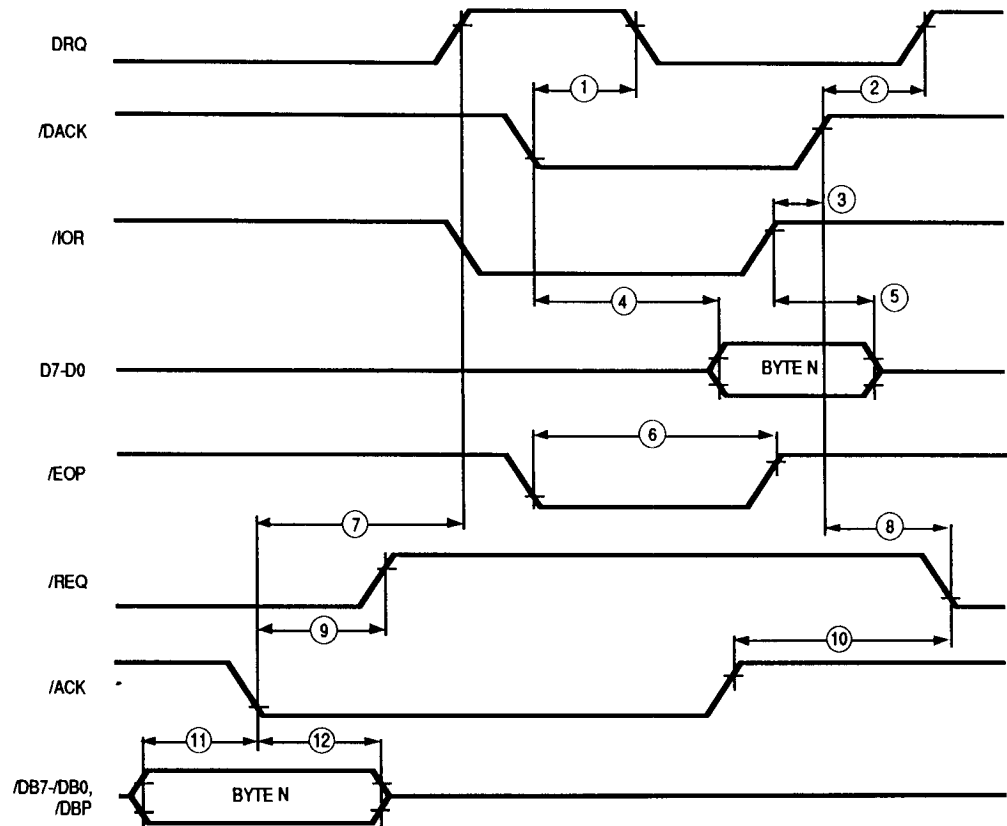 DRQ
1
2
/DACK
3
/IOR
4
5
D7-D0
BYTE N
6
/EOP
7
8
/REQ
9
10
/ACK
11
12
/DB7-/DB0,
/DBP
BYTE N